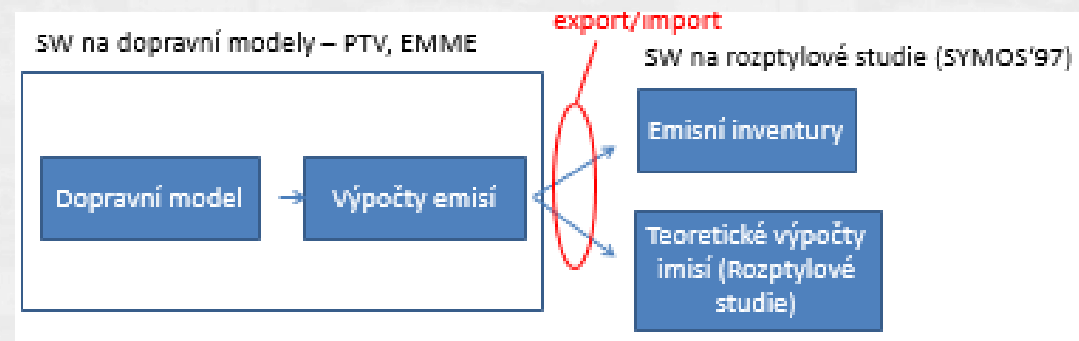 export/import
SW na dopravní modely – PTV, EMME
SW na rozptylové studie (SYMOS'97)
Dopravní model
Výpočty emisí
Emisní inventury
Teoretické výpočty
imisí (Rozptylové
studie)